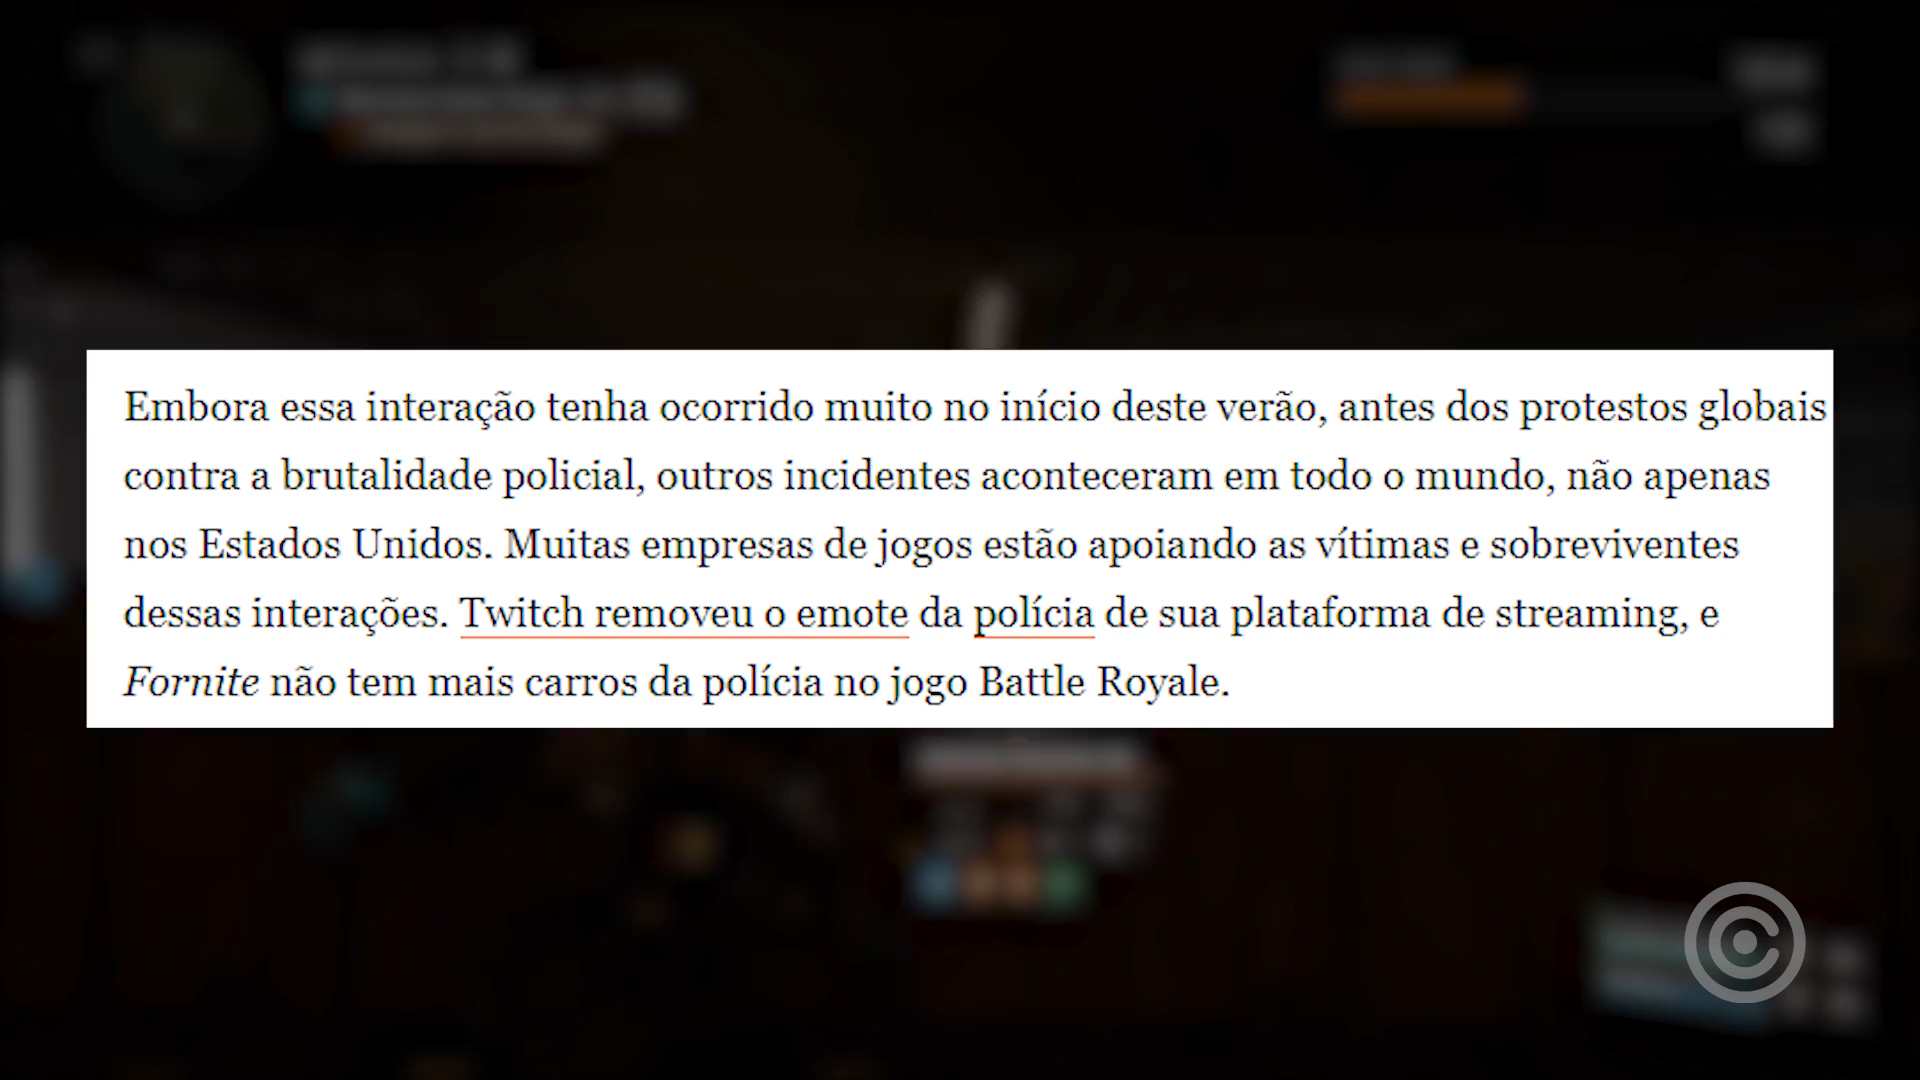 Embora essa interação tenha ocorrido muito no início deste verão, antes dos protestos globais
contra a brutalidade policial, outros incidentes aconteceram em todo o mundo, não apenas
nos Estados Unidos. Muitas empresas de jogos estão apoiando as vítimas e sobreviventes
dessas interações. Twitch removeu o emote da polícia de sua plataforma de streaming, e
Fornite não tem mais carros da polícia no jogo Battle Royale.